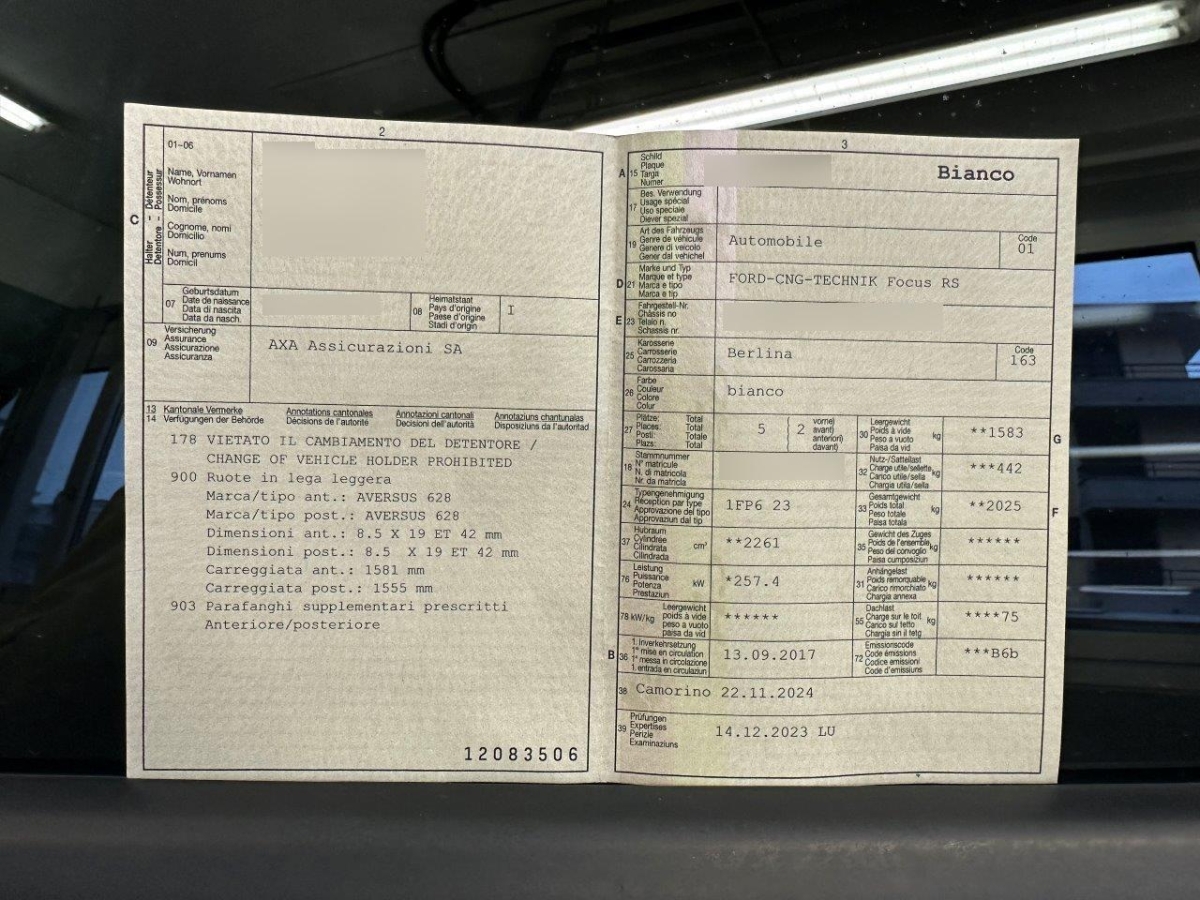 2
C
Halter - Detenteur
Detentore - Possessur
01-06
Name, Vornamen
Wohnort
Nom, prénoms
Domicile
Cognome, nomi
Domicilio
Num, prenums
Domicil
07
Geburtsdatum
Date de naissance
Data di nascita
Data da nasch.
08
Heimatstaat
Pays d'origine
Paese d'origine
Stadi d'origin
I
09
Versicherung
Assurance
Assicurazione
Assicuranza
AXA Assicurazioni SA
13 Kantonale Vermerke Annotations cantonales Annotazioni cantonali Annotaziuns chantunalas
14 Verfügungen der Behörde Décisions de l'autorité Decisioni dell'autorità Disposiziuns da l'autoritad
178 VIETATO IL CAMBIAMENTO DEL DETENTORE /
CHANGE OF VEHICLE HOLDER PROHIBITED
900 Ruote in lega leggera
Marca/tipo ant.: AVERSUS 628
Marca/tipo post.: AVERSUS 628
Dimensioni ant.: 8.5 X 19 ET 42 mm
Dimensioni post.: 8.5 X 19 ET 42 mm
Carreggiata ant.: 1581 mm
Carreggiata post.: 1555 mm
903 Parafanghi supplementari prescritti
Anteriore/posteriore
12083506
3
A 15
Schild
Plaque
Targa
Numer
Bianco
17
Bes. Verwendung
Usage spécial
Uso speciale
Diever spezial
19
Art des Fahrzeugs
Genre de véhicule
Genere di veicolo
Gener dal vehichel
Automobile
Code
01
D 21
Marke und Typ
Marque et type
Marca e tipo
Marca e tip
FORD-CNG-TECHNIK Focus RS
E 23
Fahrgestell-Nr.
Châssis no
Telaio n.
Schassis nr.
25
Karosserie
Carrosserie
Carrozzeria
Carossaria
Berlina
Code
163
26
Farbe
Couleur
Colore
Colur
bianco
27
Plätze: Total
Places: Total
Posti: Totale
Plazs: Total
5
2
vorne)
avant)
anteriori)
davant)
30
Leergewicht
Poids à vide
Peso a vuoto
Paisa da vid
kg
**1583
G
18
Stammnummer
N° matricule
N. di matricola
Nr. da matricla
32
Nutz-/Sattellast
Charge utile/sellette
Carico utile/sella
Chargia utila/sella
kg
***442
24
Typengenehmigung
Réception par type
Approvazione del tipo
Approvaziun dal tip
1FP6 23
33
Gesamtgewicht
Poids total
Peso totale
Paisa totala
kg
**2025
F
37
Hubraum
Cylindrée
Cilindrata
Cilindrada
cm³
**2261
35
Gewicht des Zuges
Poids de l'ensemble
Peso del convoglio
Paisa cumposiziun
kg
******
76
Leistung
Puissance
Potenza
Prestaziun
kW
*257.4
31
Anhängelast
Poids remorquable
Carico rimorchiato
Chargia annexa
kg
******
78 kW/kg
Leergewicht
poids à vide
peso a vuoto
paisa da vid
******
55
Dachlast
Charge sur le toit
Carico sul tetto
Chargia sin il tetg
kg
****75
B 36
1. Inverkehrsetzung
1re mise en circulation
1a messa in circolazione
1. entrada en circulaziun
13.09.2017
72
Emissionscode
Code émissions
Codice emissioni
Code d'emissiuns
***B6b
38 Camorino 22.11.2024
39
Prüfungen
Expertises
Perizie
Examinaziuns
14.12.2023 LU